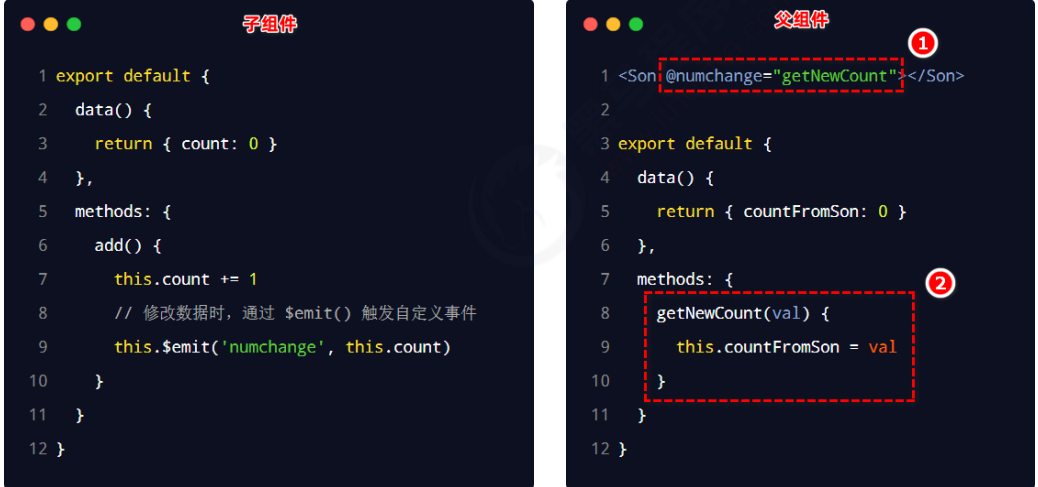 子组件
1 export default {
2 data() {
3 return { count: 0 }
4 },
5 methods: {
6 add() {
7 this.count += 1
8 // 修改数据时，通过 $emit() 触发自定义事件
9 this.$emit('numchange', this.count)
10 }
11 }
12 }
父组件
1
1 <Son @numchange="getNewCount"></Son>
2
3 export default {
4 data() {
5 return { countFromSon: 0 }
6 },
7 methods: {
2
8 getNewCount(val) {
9 this.countFromSon = val
10 }
11 }
12 }